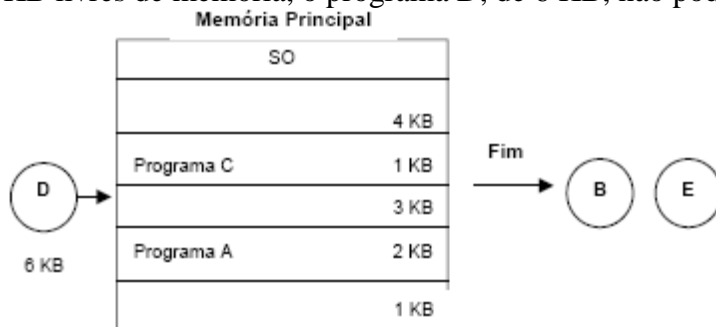 KB livres de memória, o programa D, de 6 KB, não
Memória Principal
SO
4 KB
Programa C 1 KB
Fim
D
B E
3 KB
6 KB
Programa A 2 KB
1 KB